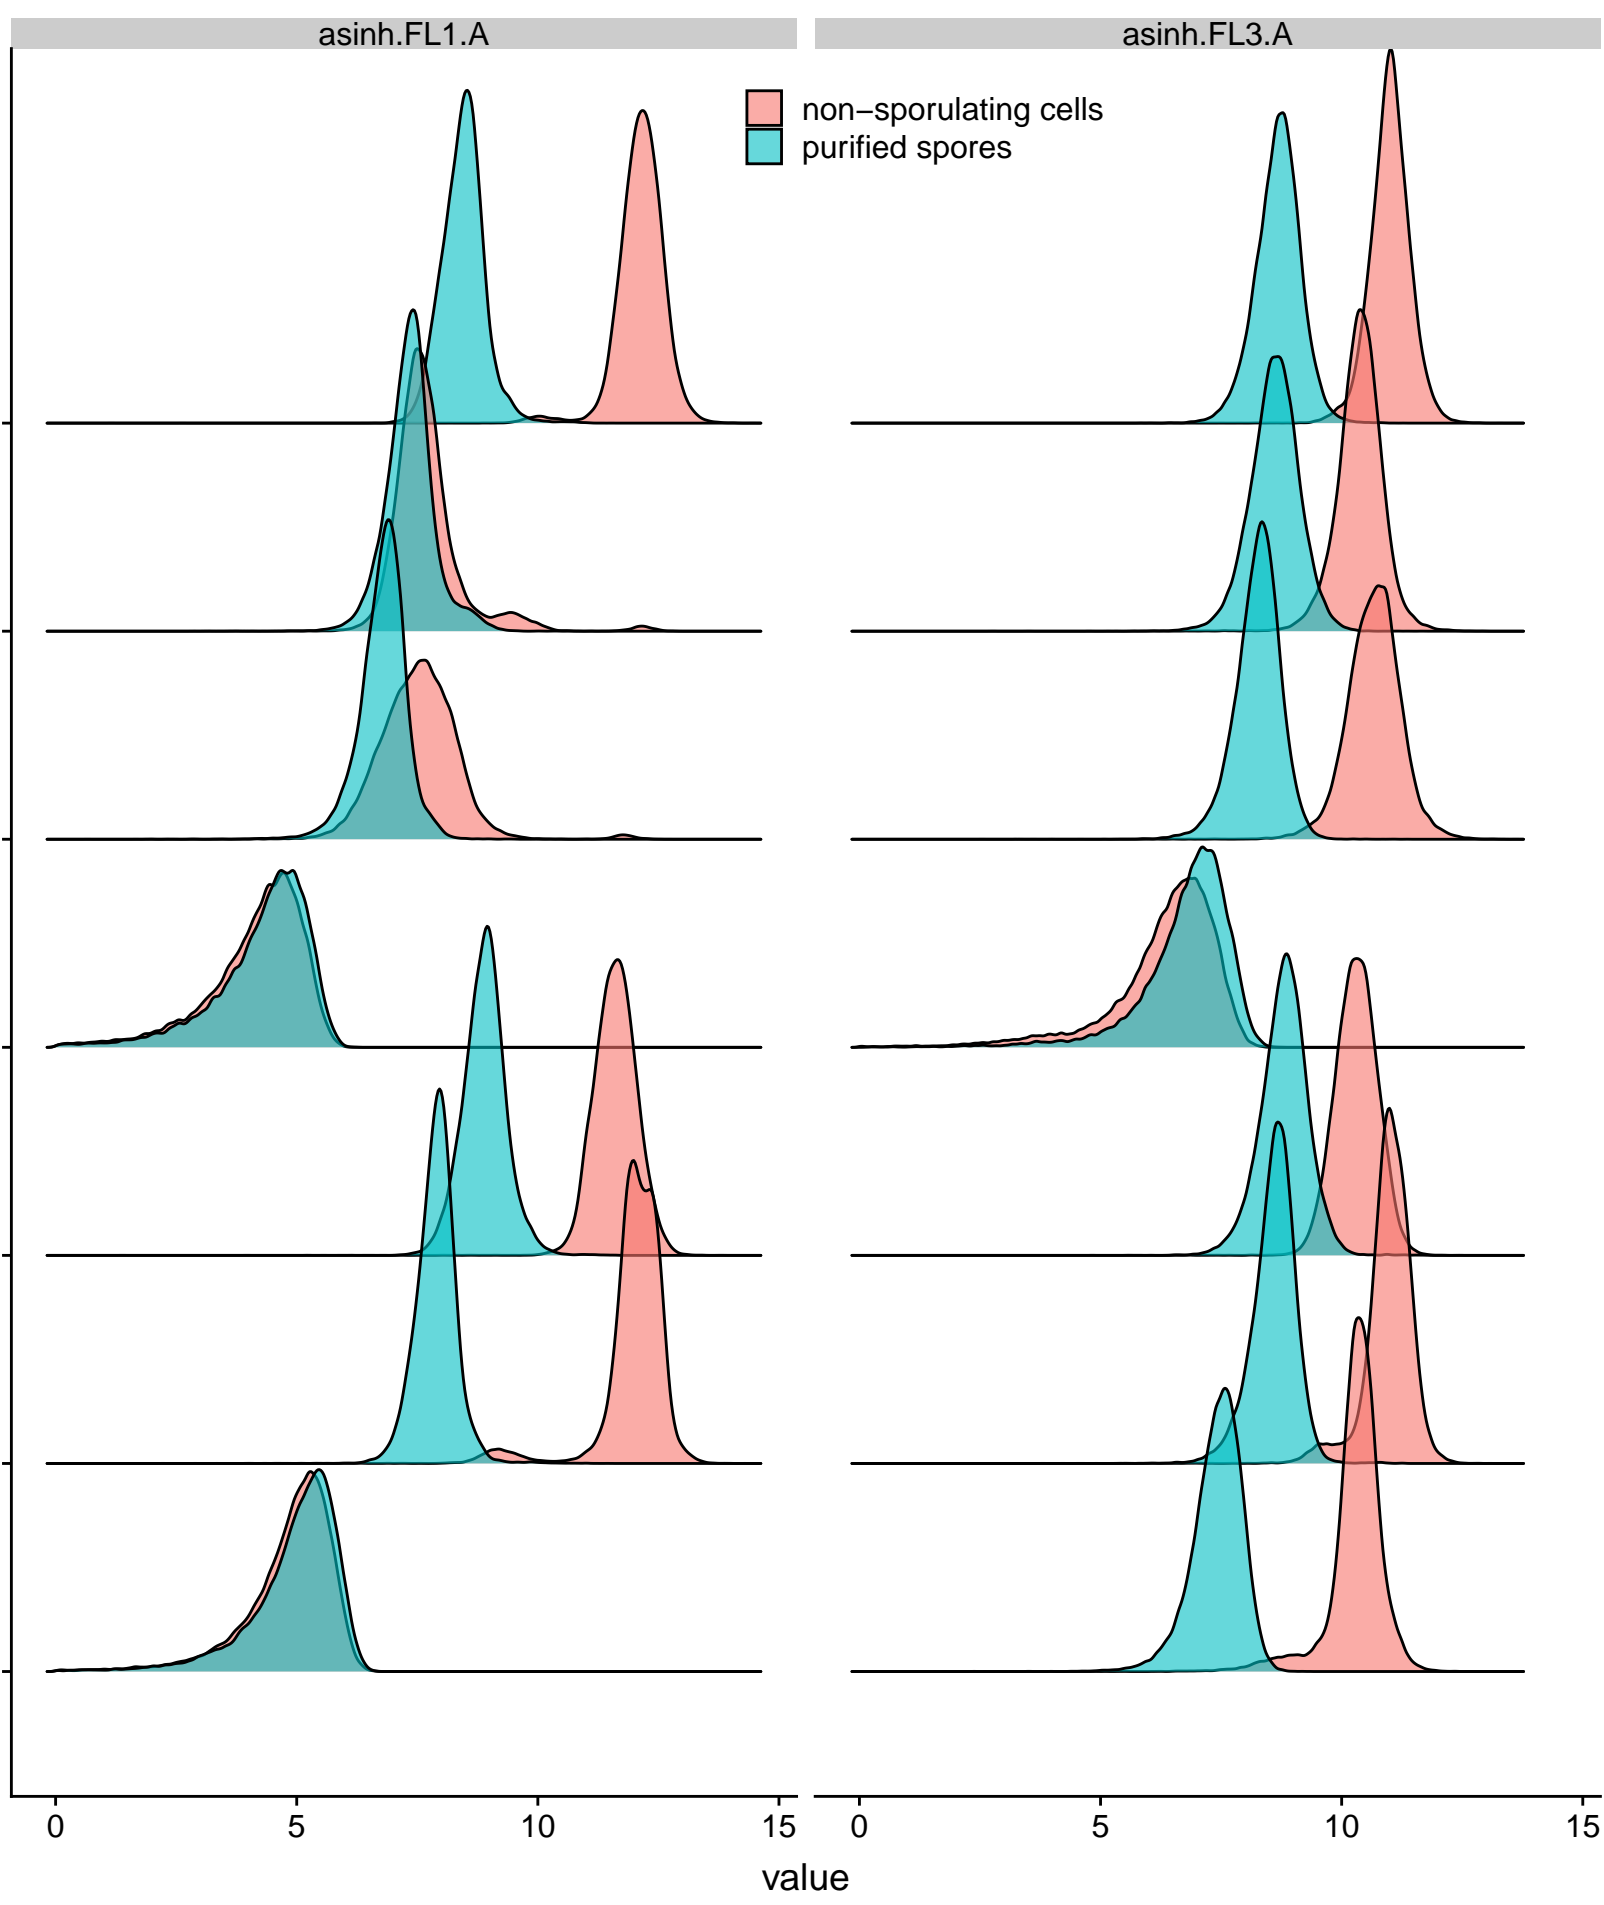 asinh.FL1.A
asinh.FL3.A
non−sporulating cells
purified spores
0 5 10 15 0 5 10 15
value